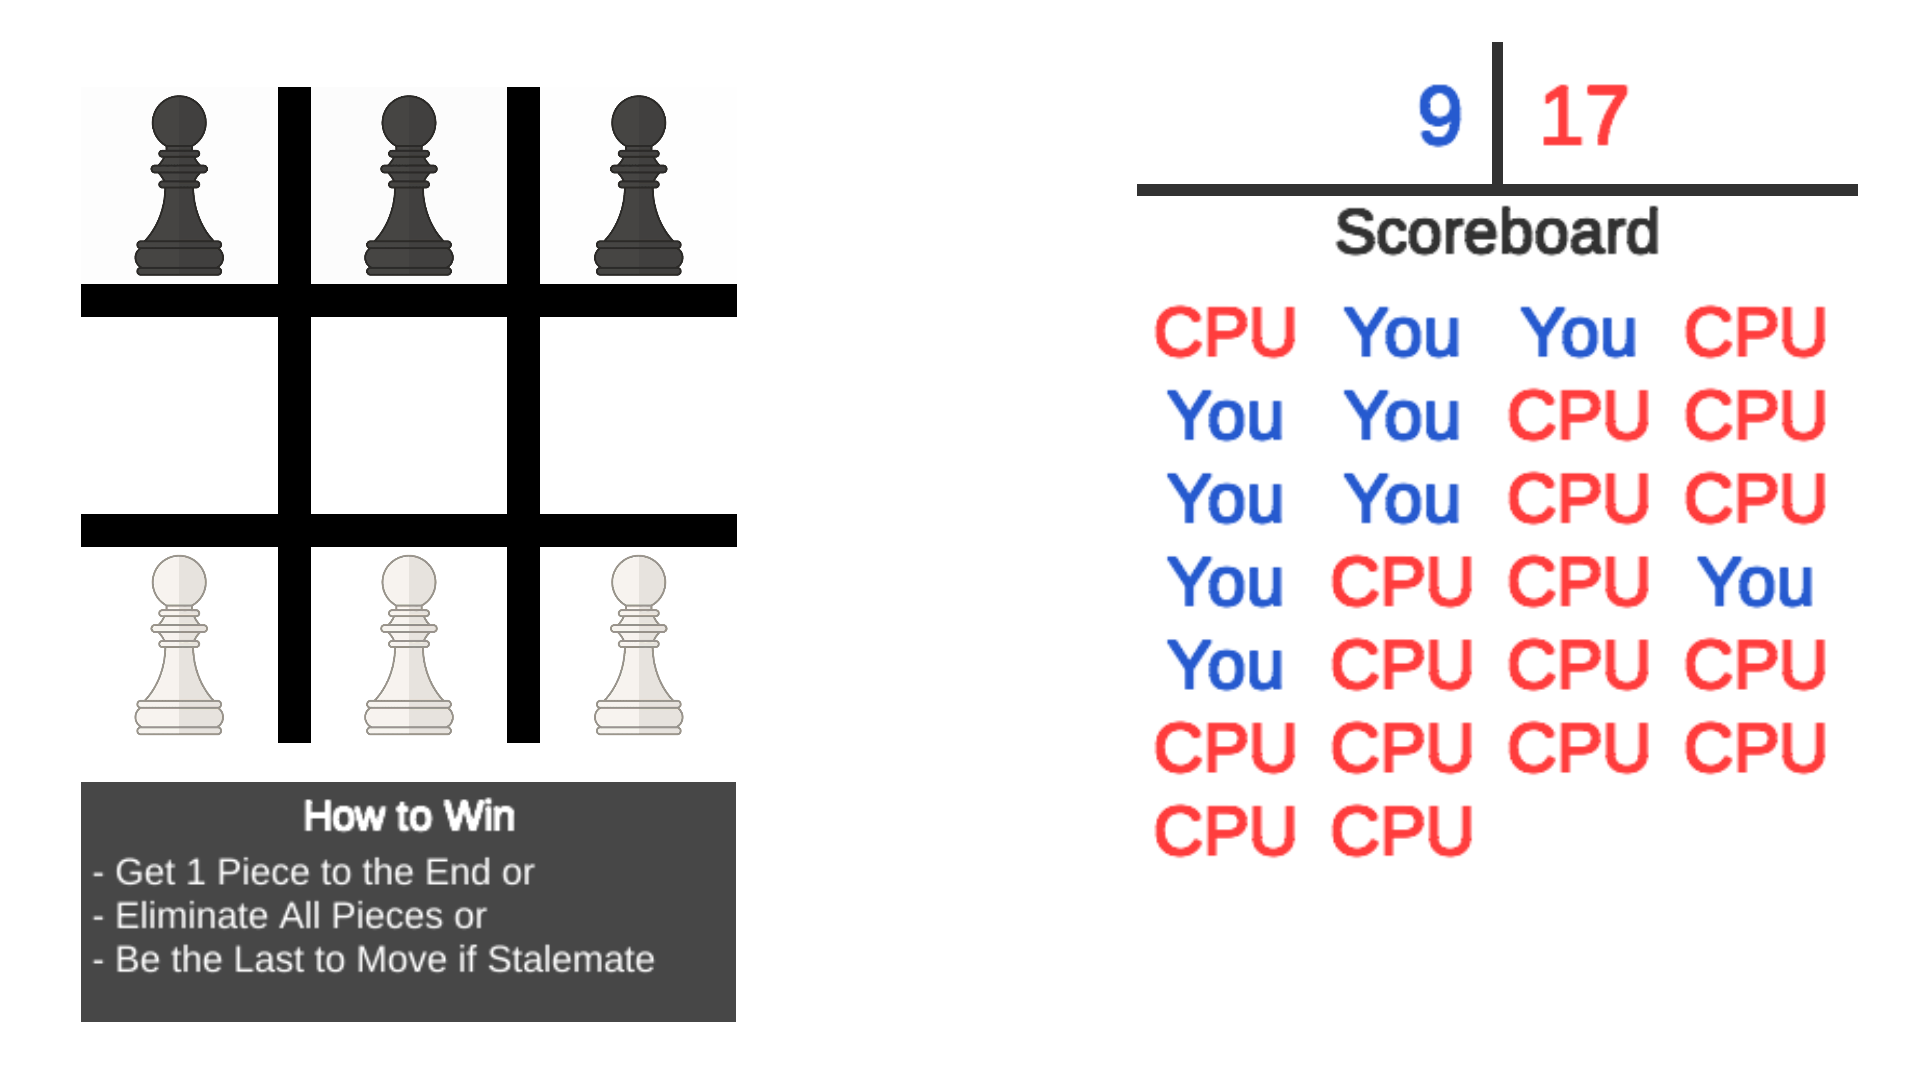 9 17
Scoreboard
CPU You You CPU
You You CPU CPU
You You CPU CPU
You CPU CPU You
You CPU CPU CPU
CPU CPU CPU CPU
CPU CPU
How to Win
- Get 1 Piece to the End or
- Eliminate All Pieces or
- Be the Last to Move if Stalemate